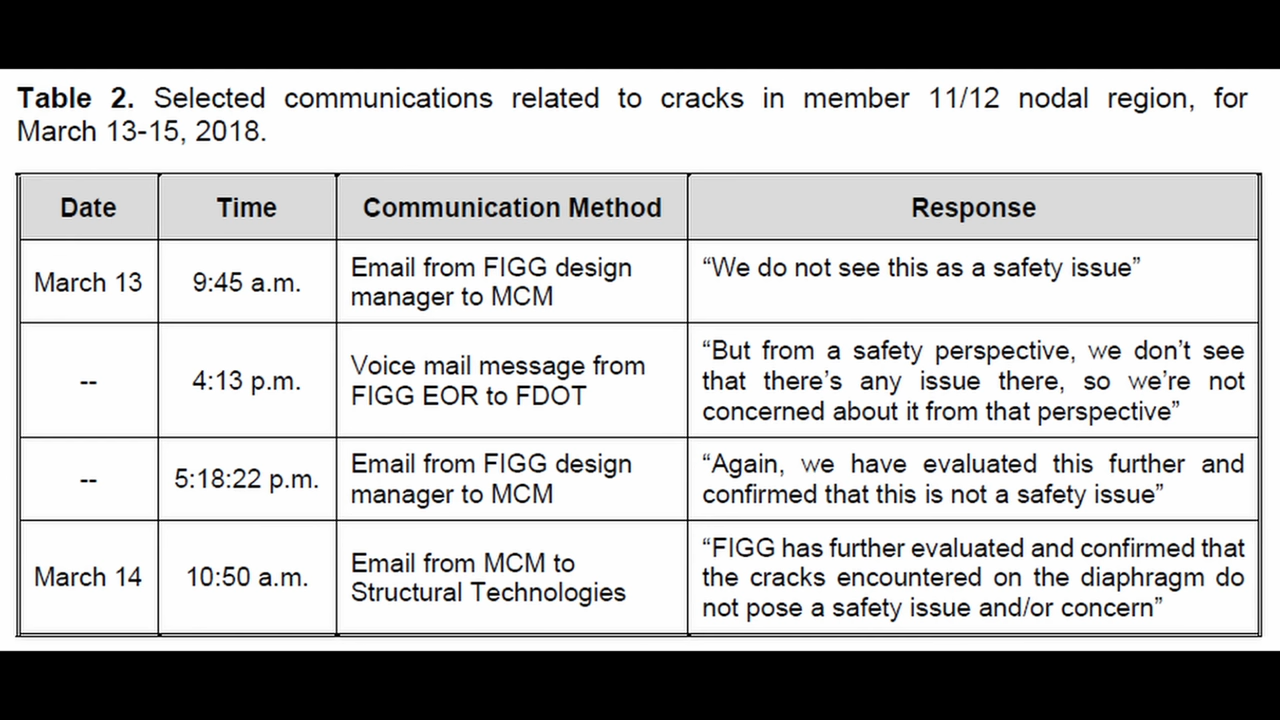 Table 2. Selected communications related to cracks in member 11/12 nodal region, for
March 13-15, 2018.
Date Time Communication Method Response
March 13 9:45 a.m. Email from FIGG design
manager to MCM
“We do not see this as a safety issue”
-- 4:13 p.m. Voice mail message from
FIGG EOR to FDOT
“But from a safety perspective, we don’t see
that there’s any issue there, so we’re not
concerned about it from that perspective”
-- 5:18:22 p.m. Email from FIGG design
manager to MCM
“Again, we have evaluated this further and
confirmed that this is not a safety issue”
March 14 10:50 a.m. Email from MCM to
Structural Technologies
“FIGG has further evaluated and confirmed that
the cracks encountered on the diaphragm do
not pose a safety issue and/or concern”